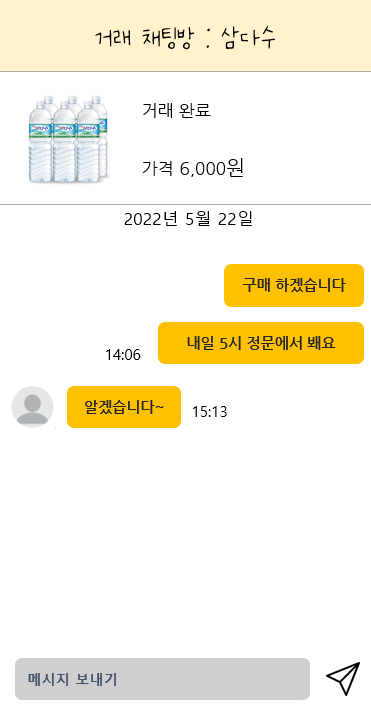 거래 채팅방 : 삼다수
거래 완료
가격 6,000원
2022년 5월 22일
구매 하겠습니다
내일 5시 정문에서 봬요
14:06
알겠습니다~
15:13
메시지 보내기